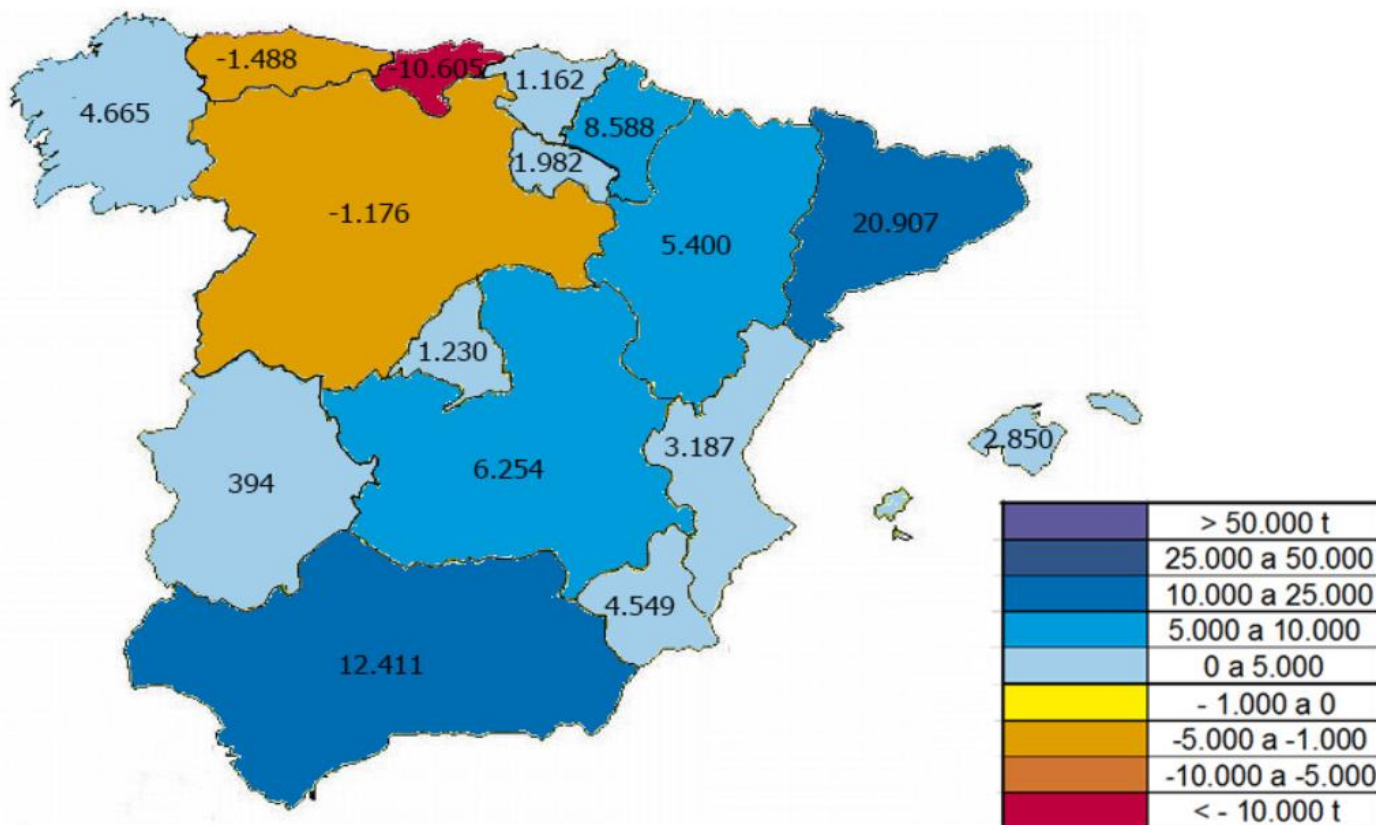 -1.488
-10.605
1.162
4.665
8.588
1.982
-1.176
20.907
5.400
1.230
3.187
2.850
394
6.254
4.549
12.411
> 50.000 t
25.000 a 50.000
10.000 a 25.000
5.000 a 10.000
0 a 5.000
- 1.000 a 0
-5.000 a -1.000
-10.000 a -5.000
< - 10.000 t